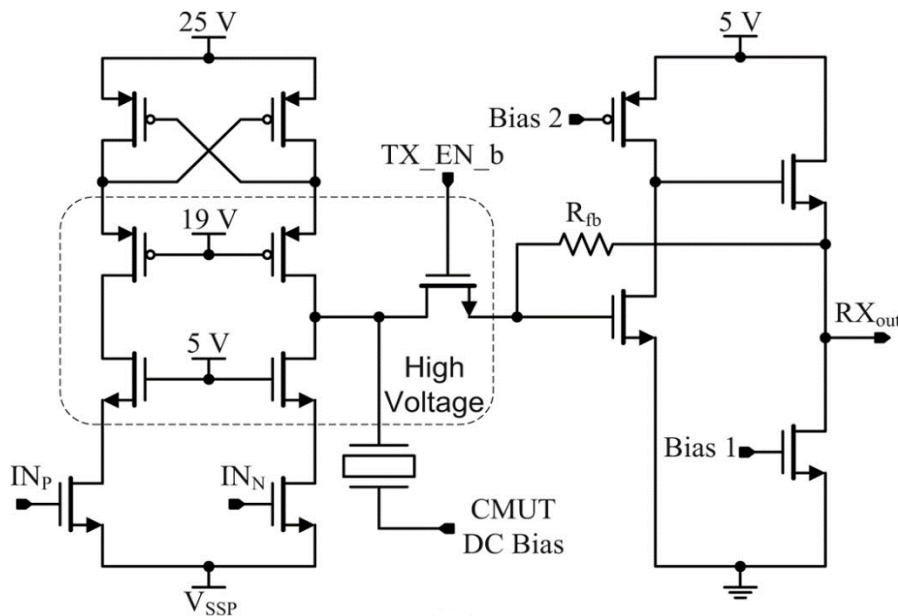 25 V
5 V
Bias 2
TX_EN_b
19 V
R_fb
5 V
RX_out
High
Voltage
Bias 1
IN_P
IN_N
CMUT
DC Bias
V_SSP